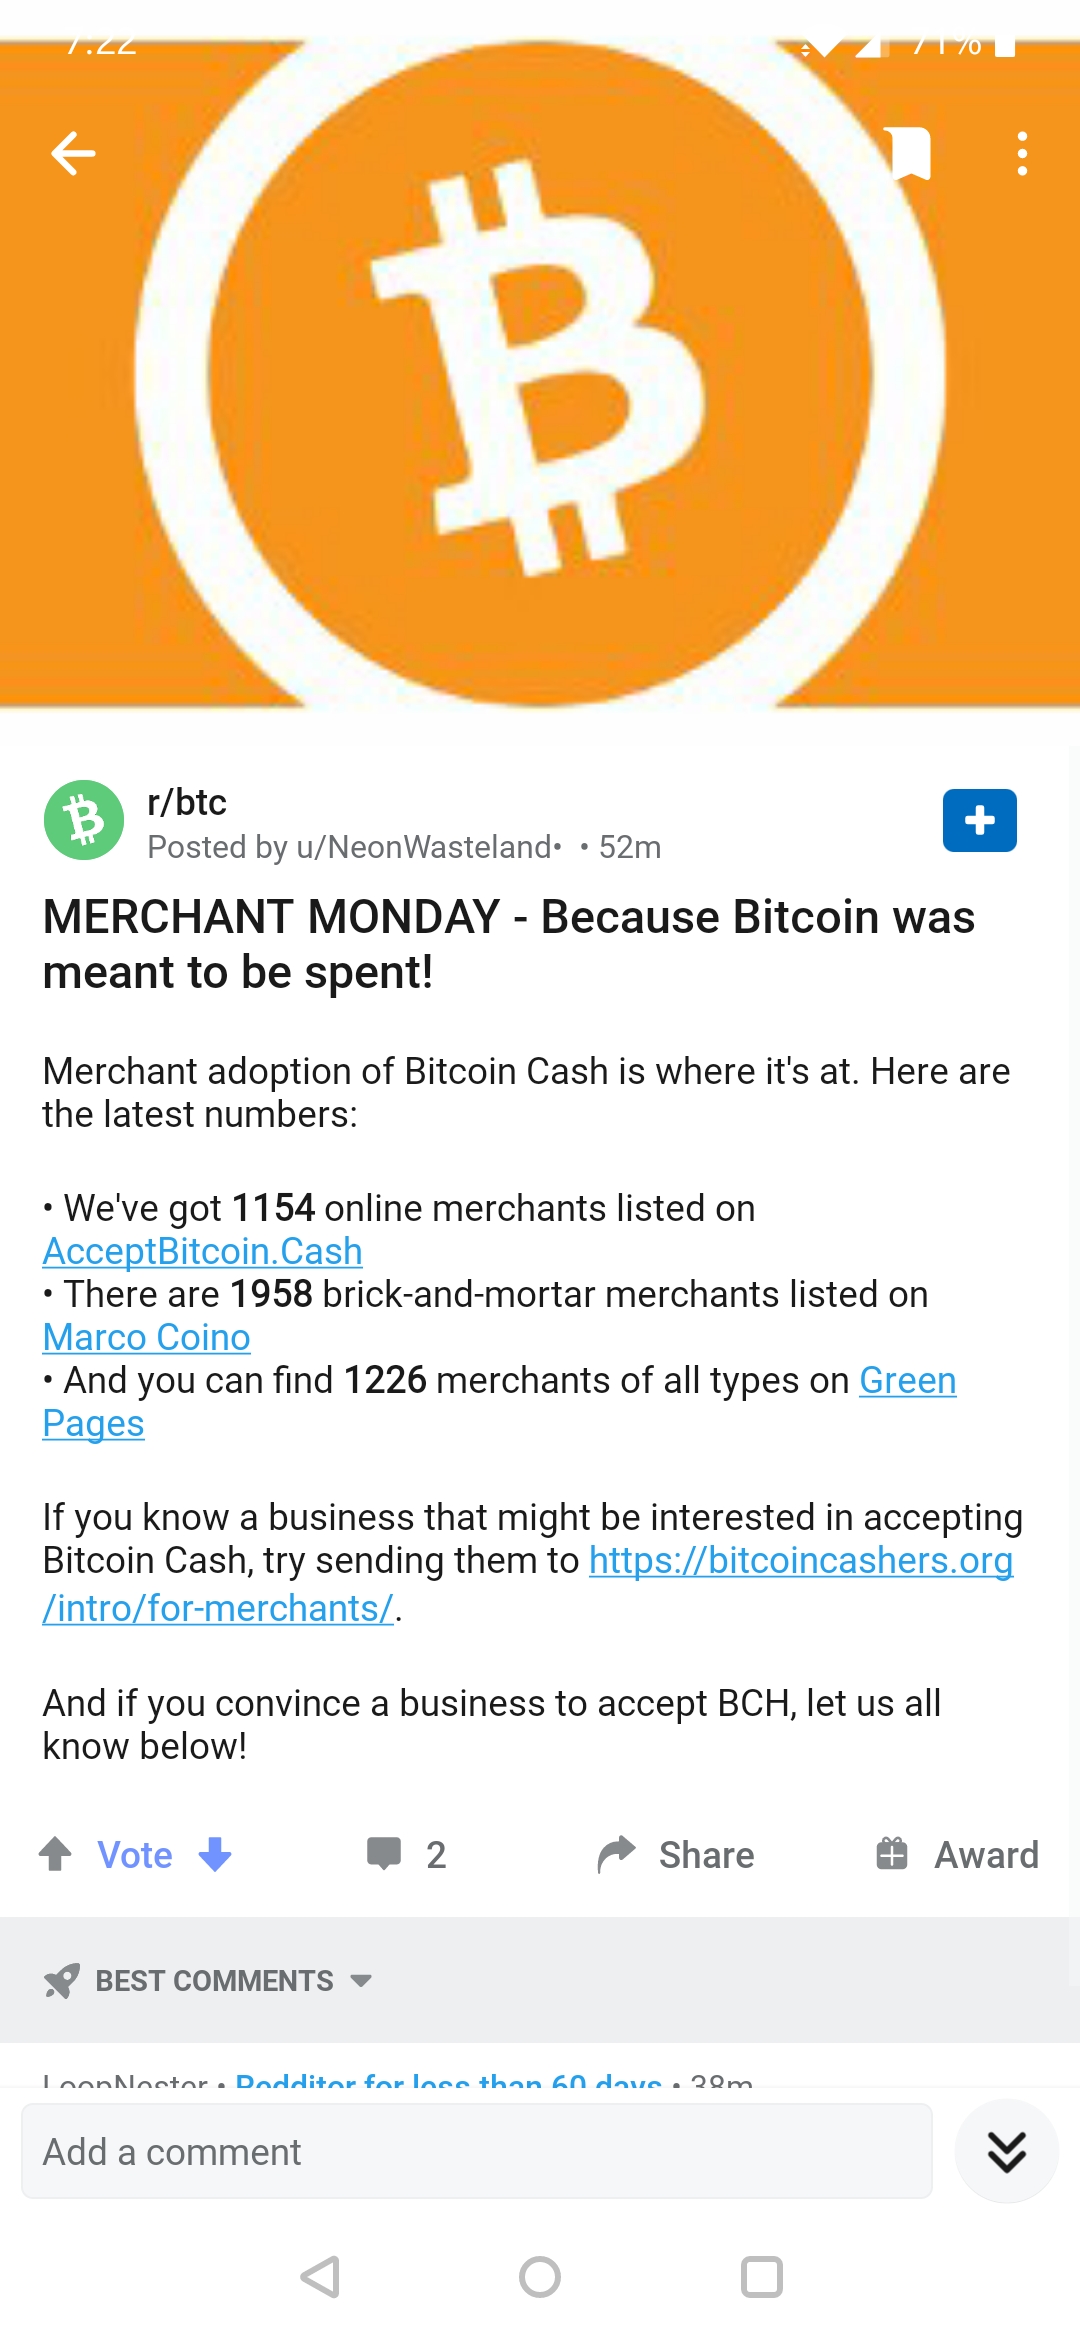 7:22 71%
r/btc
Posted by u/NeonWasteland• • 52m
MERCHANT MONDAY - Because Bitcoin was
meant to be spent!
Merchant adoption of Bitcoin Cash is where it's at. Here are
the latest numbers:
• We've got 1154 online merchants listed on
AcceptBitcoin.Cash
• There are 1958 brick-and-mortar merchants listed on
Marco Coino
• And you can find 1226 merchants of all types on Green
Pages
If you know a business that might be interested in accepting
Bitcoin Cash, try sending them to https://bitcoincashers.org
/intro/for-merchants/.
And if you convince a business to accept BCH, let us all
know below!
Vote 2 Share Award
BEST COMMENTS
LoopNester • Redditor for less than 60 days • 38m
Add a comment